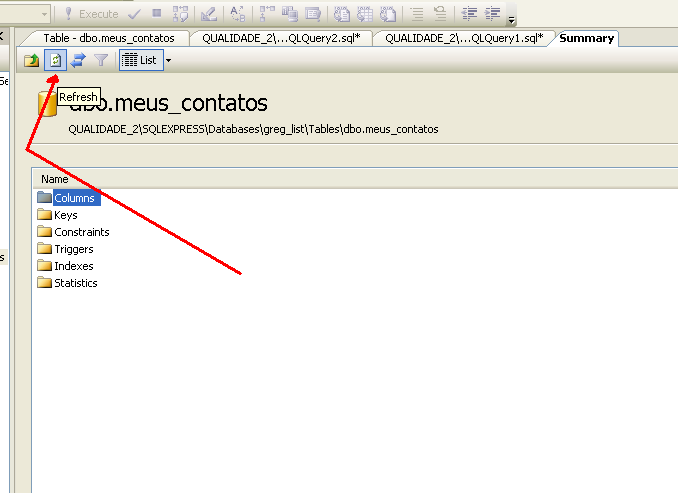 Execute
Table - dbo.meus_contatos
QUALIDADE_2\...QLQuery2.sql*
QUALIDADE_2\...QLQuery1.sql*
Summary
List
Refresh
dbo.meus_contatos
QUALIDADE_2\SQLEXPRESS\Databases\greg_list\Tables\dbo.meus_contatos
Name
Columns
Keys
Constraints
Triggers
Indexes
Statistics